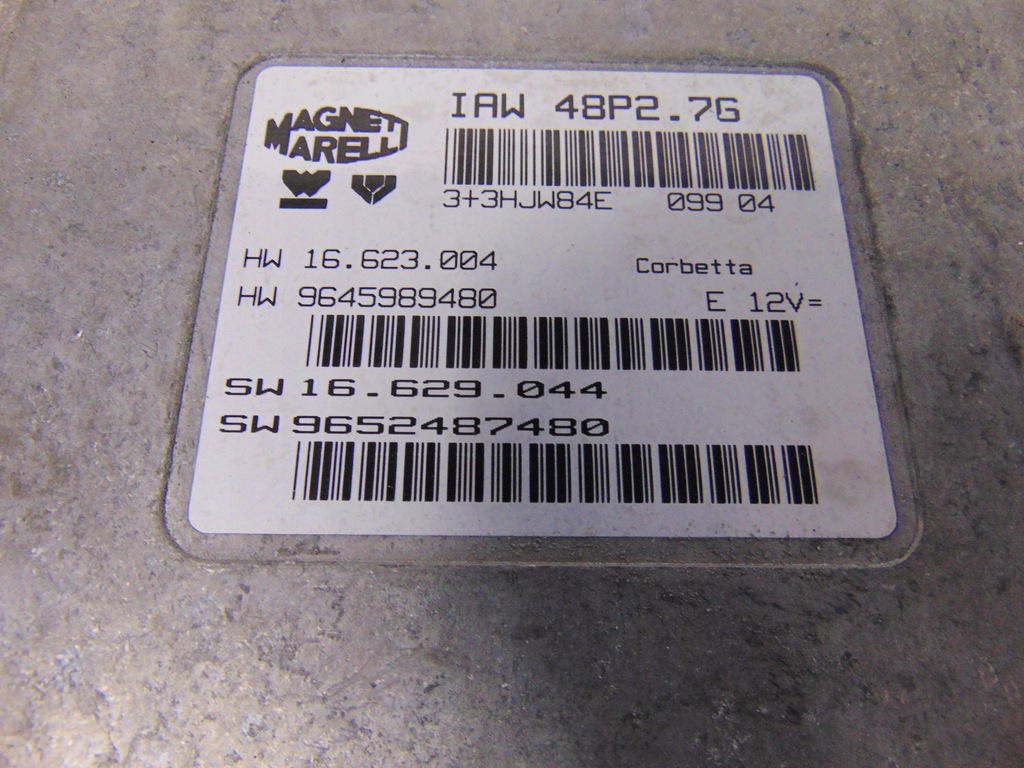 MAGNETI
MARELLI
IAW 48P2.7G
3+3HJW84E 099 04
HW 16.623.004 Corbetta
HW 9645989480 E 12V=
SW 16.629.044
SW 9652487480